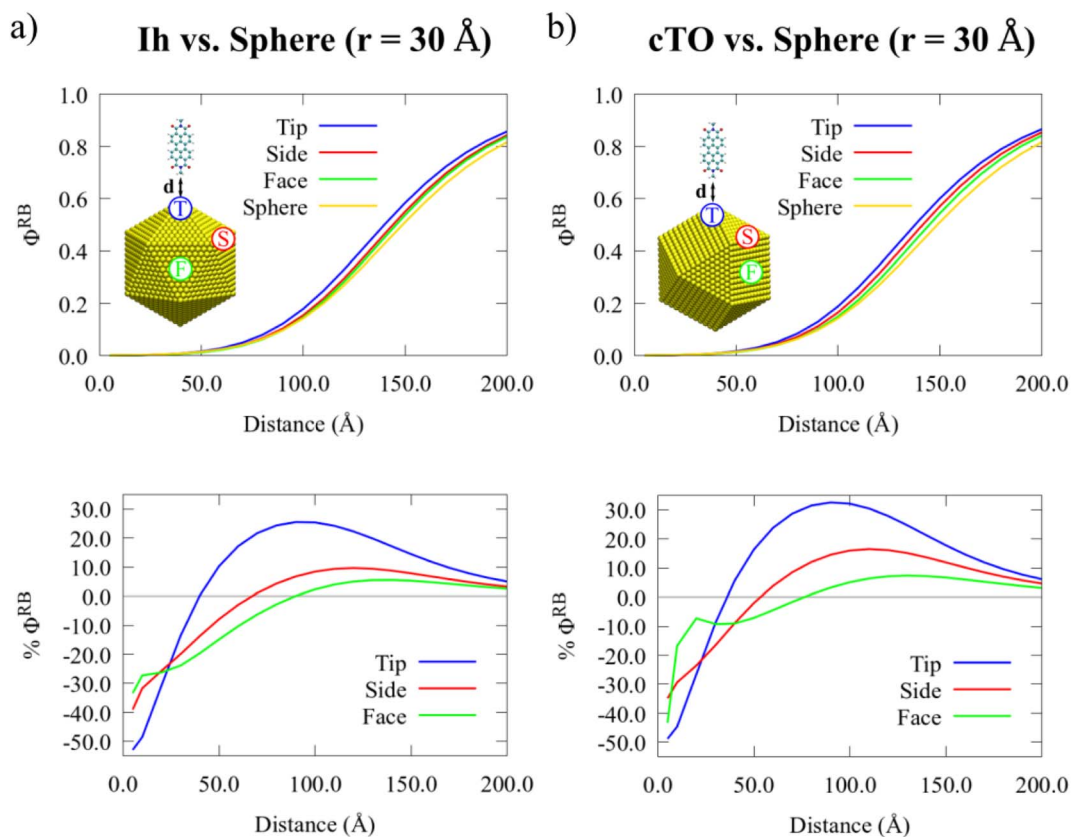 a)
Ih vs. Sphere (r = 30 Å)
1.0
0.8
0.6
0.4
0.2
0.0
Φ^RB
Tip
Side
Face
Sphere
d
T
S
F
0.0 50.0 100.0 150.0 200.0
Distance (Å)
30.0
20.0
10.0
0.0
-10.0
-20.0
-30.0
-40.0
-50.0
% Φ^RB
Tip
Side
Face
0.0 50.0 100.0 150.0 200.0
Distance (Å)
b)
cTO vs. Sphere (r = 30 Å)
1.0
0.8
0.6
0.4
0.2
0.0
Φ^RB
Tip
Side
Face
Sphere
d
T
S
F
0.0 50.0 100.0 150.0 200.0
Distance (Å)
30.0
20.0
10.0
0.0
-10.0
-20.0
-30.0
-40.0
-50.0
% Φ^RB
Tip
Side
Face
0.0 50.0 100.0 150.0 200.0
Distance (Å)